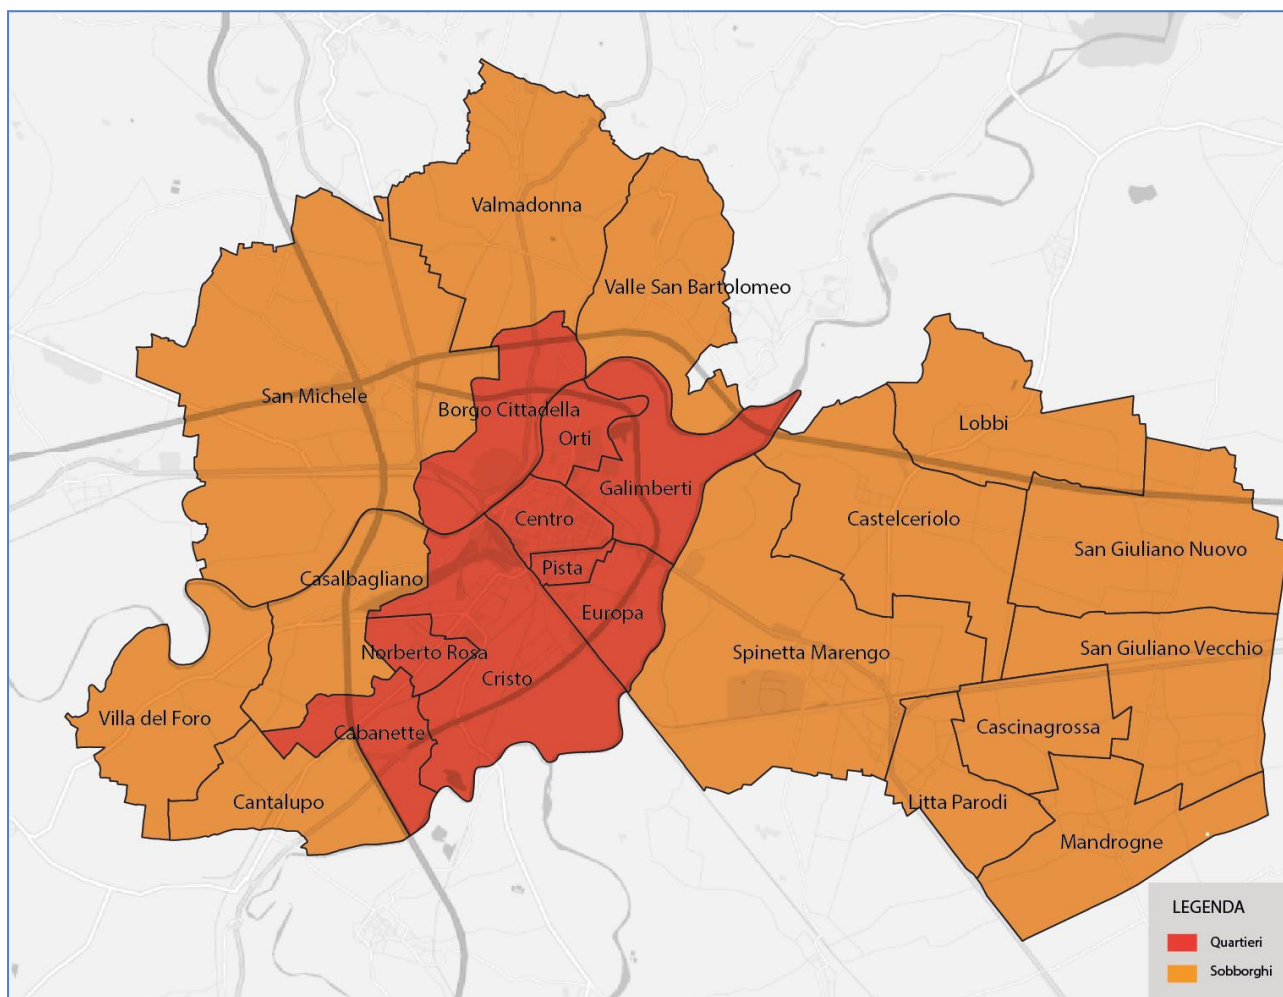 Valmadonna
Valle San Bartolomeo
San Michele
Borgo Cittadella
Lobbi
Orti
Galimberti
Centro
Castelceriolo
San Giuliano Nuovo
Pista
Casalbagliano
Europa
Norberto Rosa
Spinetta Marengo
San Giuliano Vecchio
Cristo
Villa del Foro
Cabanette
Cascinagrossa
Cantalupo
Litta Parodi
Mandrogne
LEGENDA
Quartieri
Sobborghi